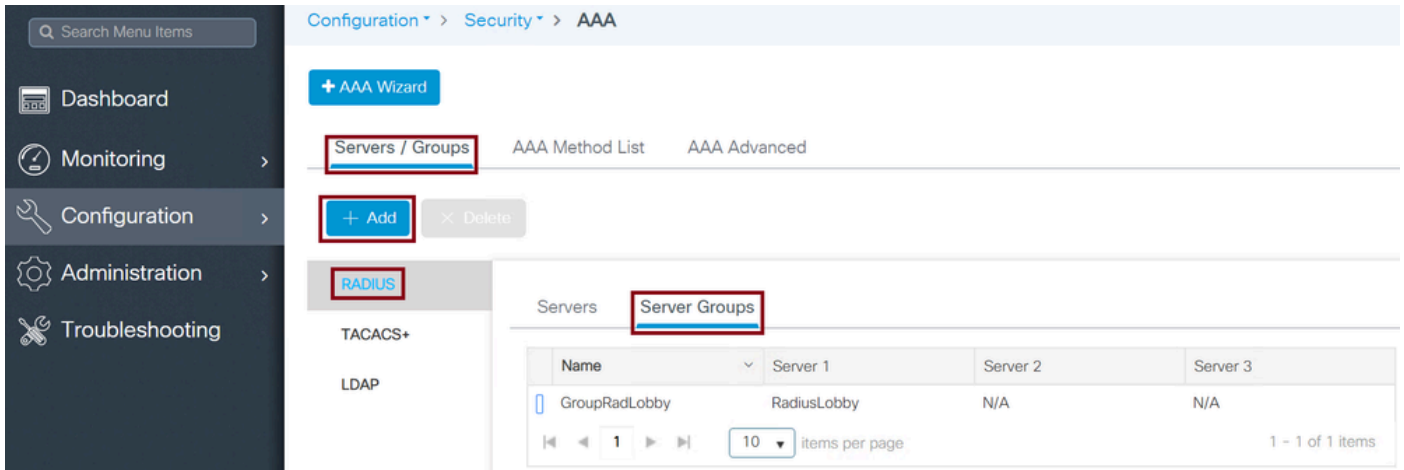 Search Menu Items
Dashboard
Monitoring
Configuration
Administration
Troubleshooting
Configuration > Security > AAA
+ AAA Wizard
Servers / Groups AAA Method List AAA Advanced
+ Add × Delete
RADIUS
TACACS+
LDAP
Servers Server Groups
Name Server 1 Server 2 Server 3
GroupRadLobby RadiusLobby N/A N/A
1 10 items per page 1 - 1 of 1 items